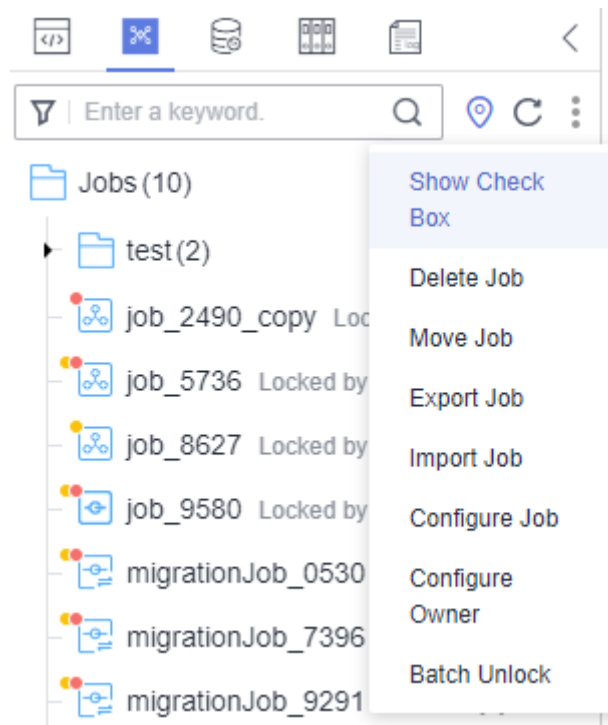 </>
Enter a keyword.
Jobs (10)
test (2)
job_2490_copy Loc
job_5736 Locked by
job_8627 Locked by
job_9580 Locked by
migrationJob_0530
migrationJob_7396
migrationJob_9291
Show Check
Box
Delete Job
Move Job
Export Job
Import Job
Configure Job
Configure
Owner
Batch Unlock